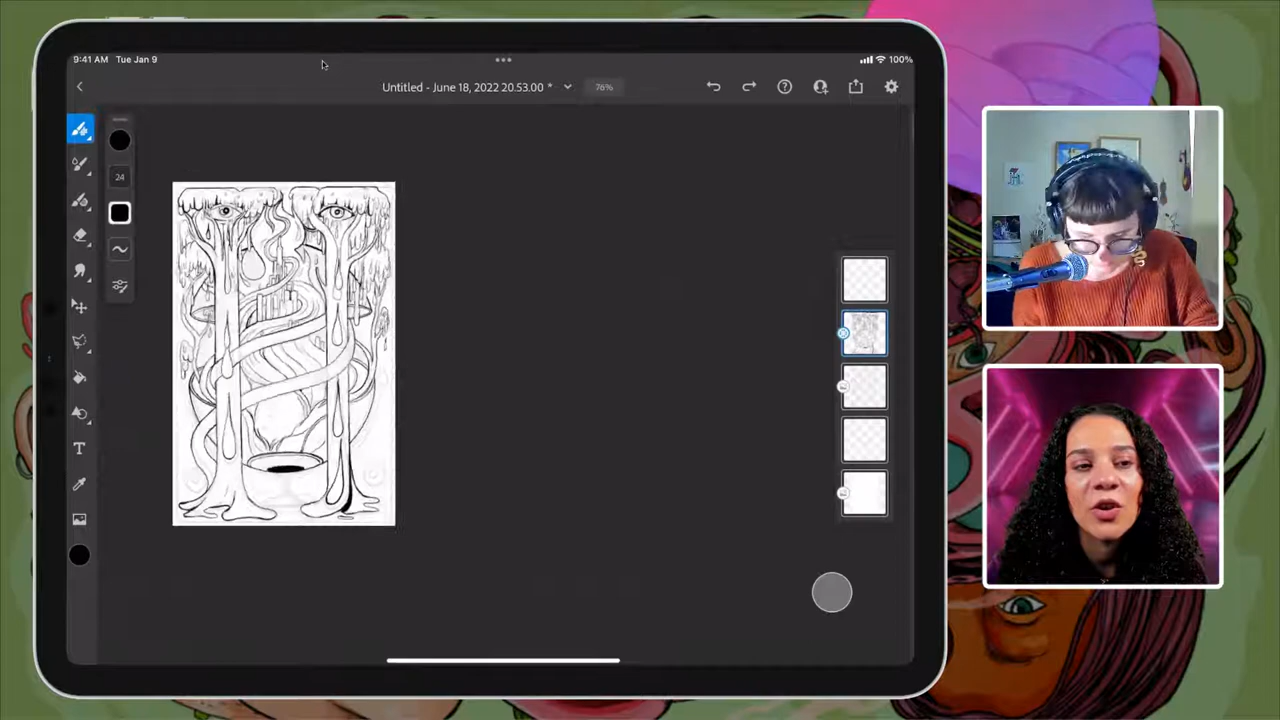 9:41 AM Tue Jan 9
100%
Untitled - June 18, 2022 20.53.00 *
76%
24
T